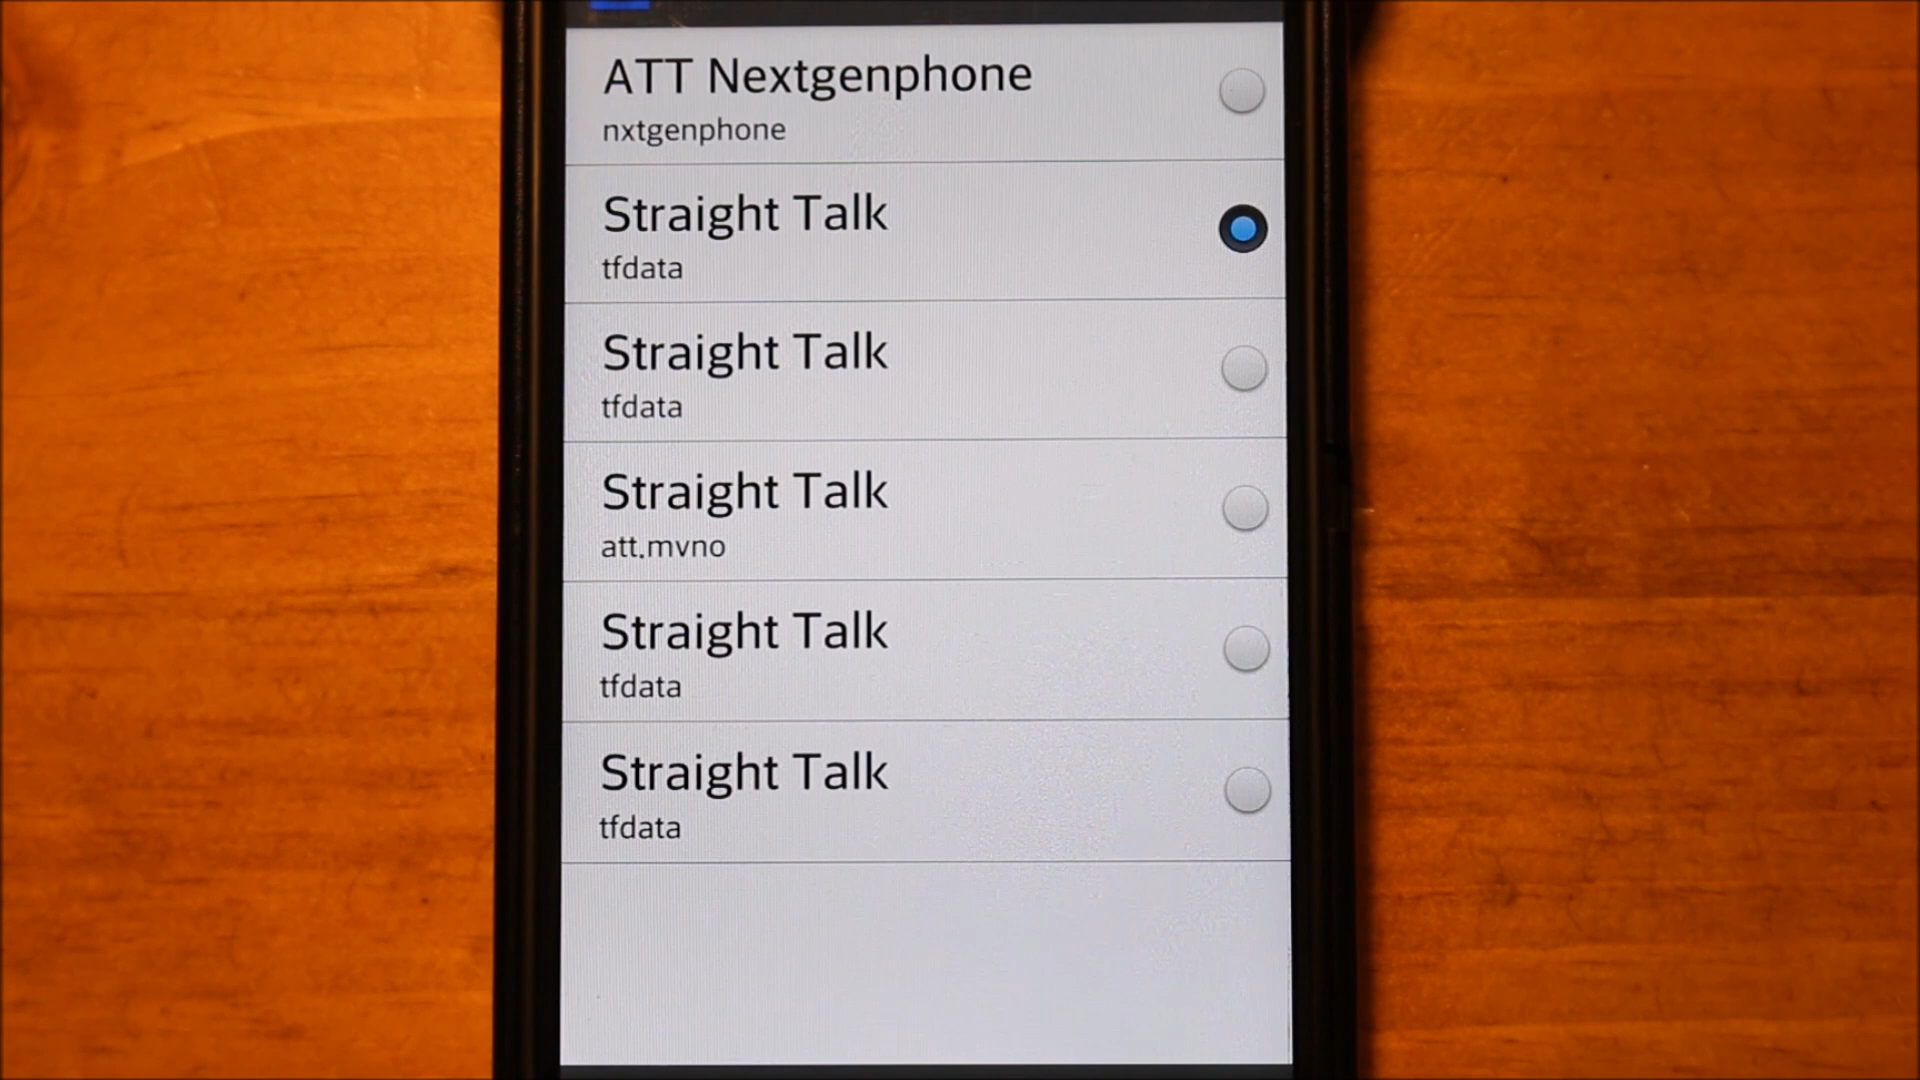 ATT Nextgenphone
nxtgenphone
Straight Talk
tfdata
Straight Talk
tfdata
Straight Talk
att.mvno
Straight Talk
tfdata
Straight Talk
tfdata